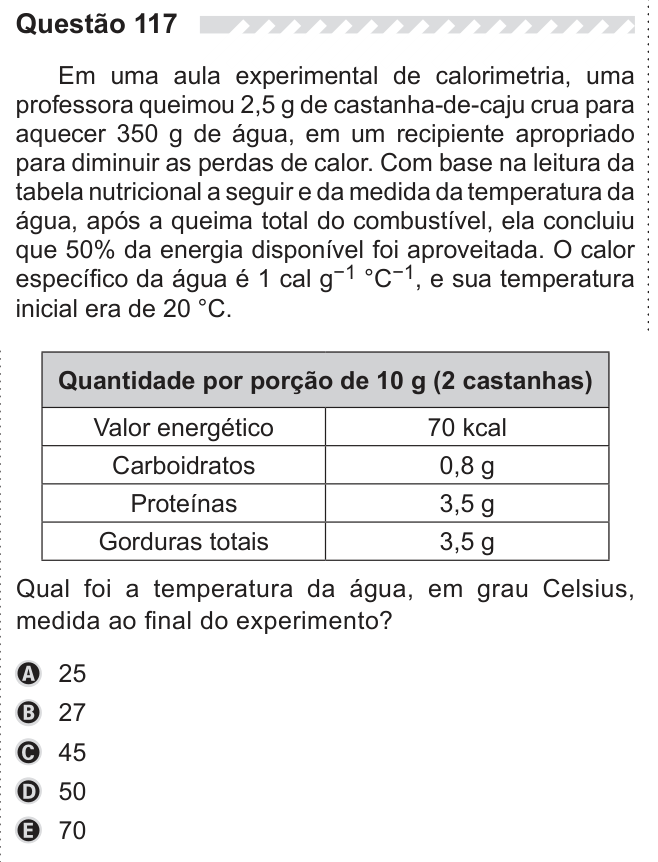 Questão 117
Em uma aula experimental de calorimetria, uma
professora queimou 2,5 g de castanha-de-caju crua para
aquecer 350 g de água, em um recipiente apropriado
para diminuir as perdas de calor. Com base na leitura da
tabela nutricional a seguir e da medida da temperatura da
água, após a queima total do combustível, ela concluiu
que 50% da energia disponível foi aproveitada. O calor
específico da água é 1 cal g⁻¹ °C⁻¹, e sua temperatura
inicial era de 20 °C.
Quantidade por porção de 10 g (2 castanhas)
Valor energético 70 kcal
Carboidratos 0,8 g
Proteínas 3,5 g
Gorduras totais 3,5 g
Qual foi a temperatura da água, em grau Celsius,
medida ao final do experimento?
A 25
B 27
C 45
D 50
E 70